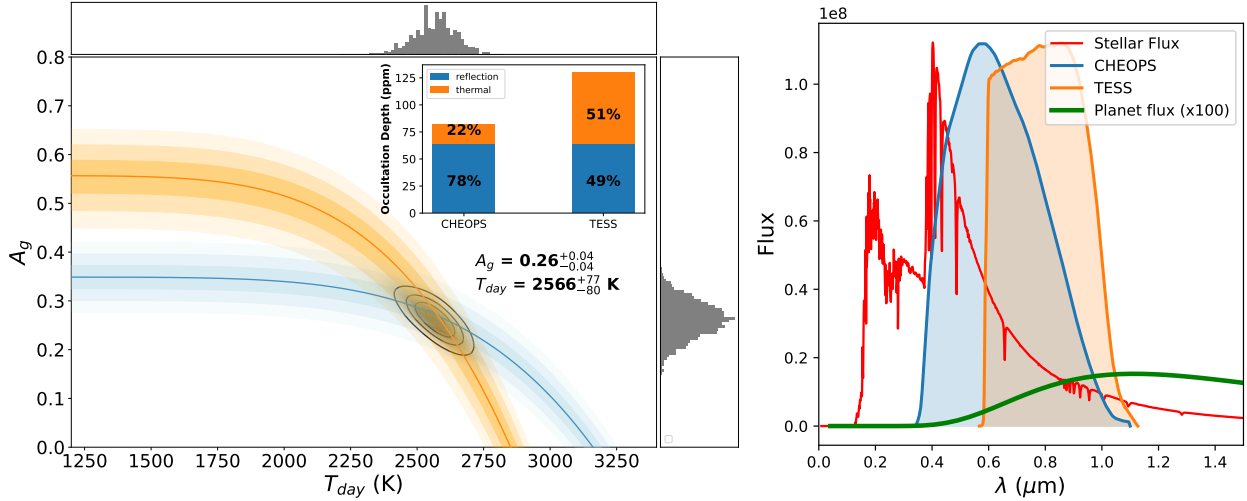 0.8
0.7
0.6
0.5
0.4
0.3
0.2
0.1
0.0
A_g
1250 1500 1750 2000 2250 2500 2750 3000 3250
T_{day} (K)
125
100
75
50
25
0
Occultation Depth (ppm)
reflection
thermal
22%
78%
51%
49%
CHEOPS TESS
A_g = 0.26^{+0.04}_{-0.04}
T_{day} = 2566^{+77}_{-80} K
1e8
1.0
0.8
0.6
0.4
0.2
0.0
Flux
Stellar Flux
CHEOPS
TESS
Planet flux (x100)
0.0 0.2 0.4 0.6 0.8 1.0 1.2 1.4
λ (μm)